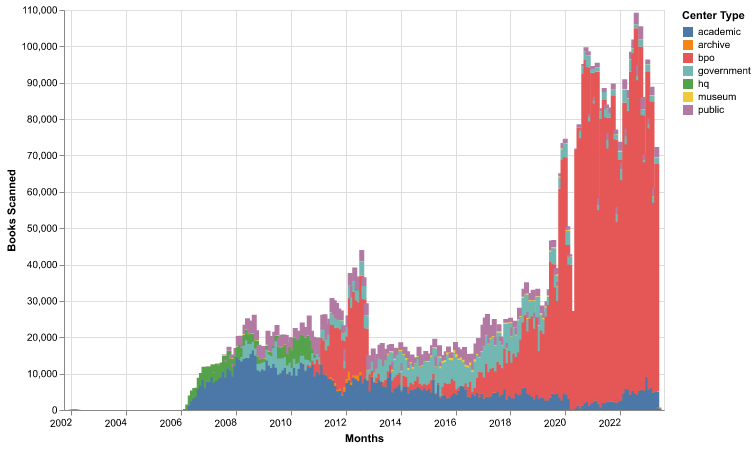 110,000
100,000
90,000
80,000
70,000
60,000
50,000
40,000
30,000
20,000
10,000
0
Books Scanned
2002 2004 2006 2008 2010 2012 2014 2016 2018 2020 2022
Months
Center Type
academic
archive
bpo
government
hq
museum
public